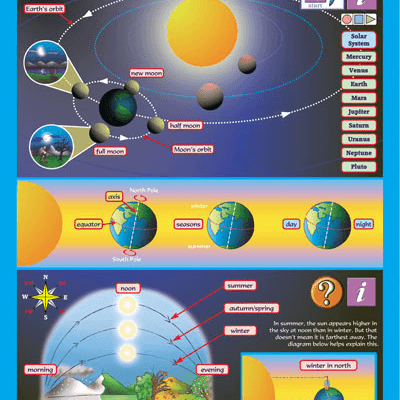 Earth's orbit
start
Solar
System
Mercury
Venus
Earth
Mars
Jupiter
Saturn
Uranus
Neptune
Pluto
new moon
half moon
full moon
Moon's orbit
North Pole
axis
equator
South Pole
winter
seasons
summer
day
night
N
W
E
S
noon
summer
autumn/spring
winter
morning
evening
?
i
i
In summer, the sun appears higher in
the sky at noon than in winter. But that
doesn't mean it is farthest away. The
diagram below helps explain this.
winter in north